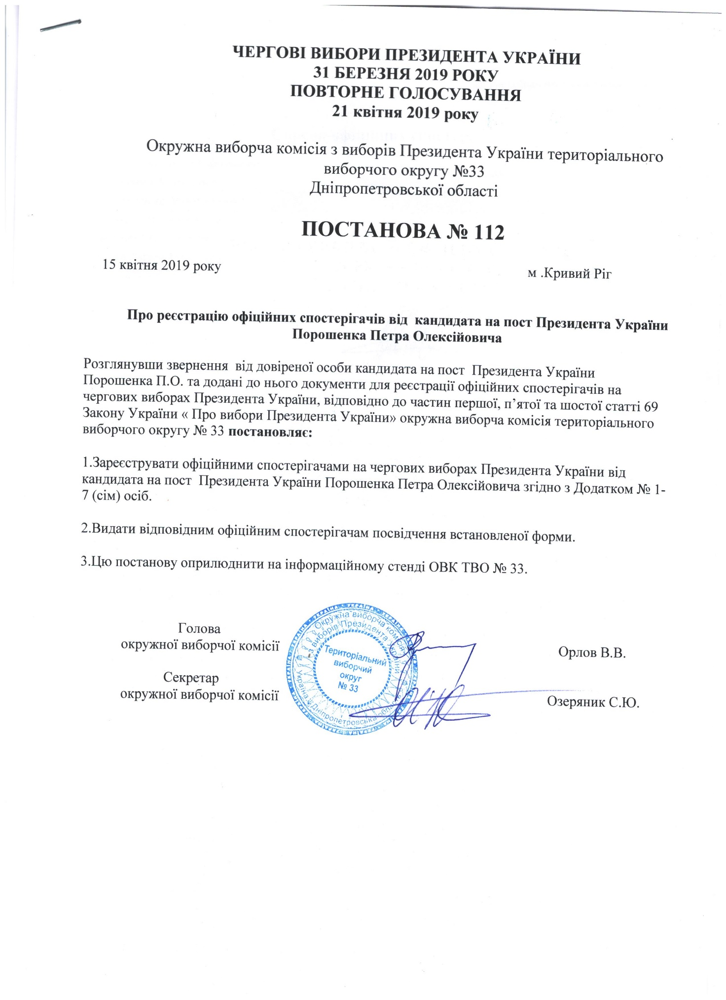 ЧЕРГОВІ ВИБОРИ ПРЕЗИДЕНТА УКРАЇНИ
31 БЕРЕЗНЯ 2019 РОКУ
ПОВТОРНЕ ГОЛОСУВАННЯ
21 квітня 2019 року
Окружна виборча комісія з виборів Президента України територіального
виборчого округу №33
Дніпропетровської області
ПОСТАНОВА № 112
15 квітня 2019 року
м .Кривий Ріг
Про реєстрацію офіційних спостерігачів від  кандидата на пост Президента України
Порошенка Петра Олексійовича
Розглянувши звернення  від довіреної особи кандидата на пост  Президента України
Порошенка П.О. та додані до нього документи для реєстрації офіційних спостерігачів на
чергових виборах Президента України, відповідно до частин першої, п’ятої та шостої статті 69
Закону України « Про вибори Президента України» окружна виборча комісія територіального
виборчого округу № 33 постановляє:
1.Зареєструвати офіційними спостерігачами на чергових виборах Президента України від
кандидата на пост  Президента України Порошенка Петра Олексійовича згідно з Додатком № 1-
7 (сім) осіб.
2.Видати відповідним офіційним спостерігачам посвідчення встановленої форми.
3.Цю постанову оприлюднити на інформаційному стенді ОВК ТВО № 33.
Голова
окружної виборчої комісії
Орлов В.В.
Секретар
окружної виборчої комісії
Озеряник С.Ю.
Окружна виборча комісія
з виборів Президента України
Україна * Дніпропетровська область
Територіальний
виборчий
округ
№ 33